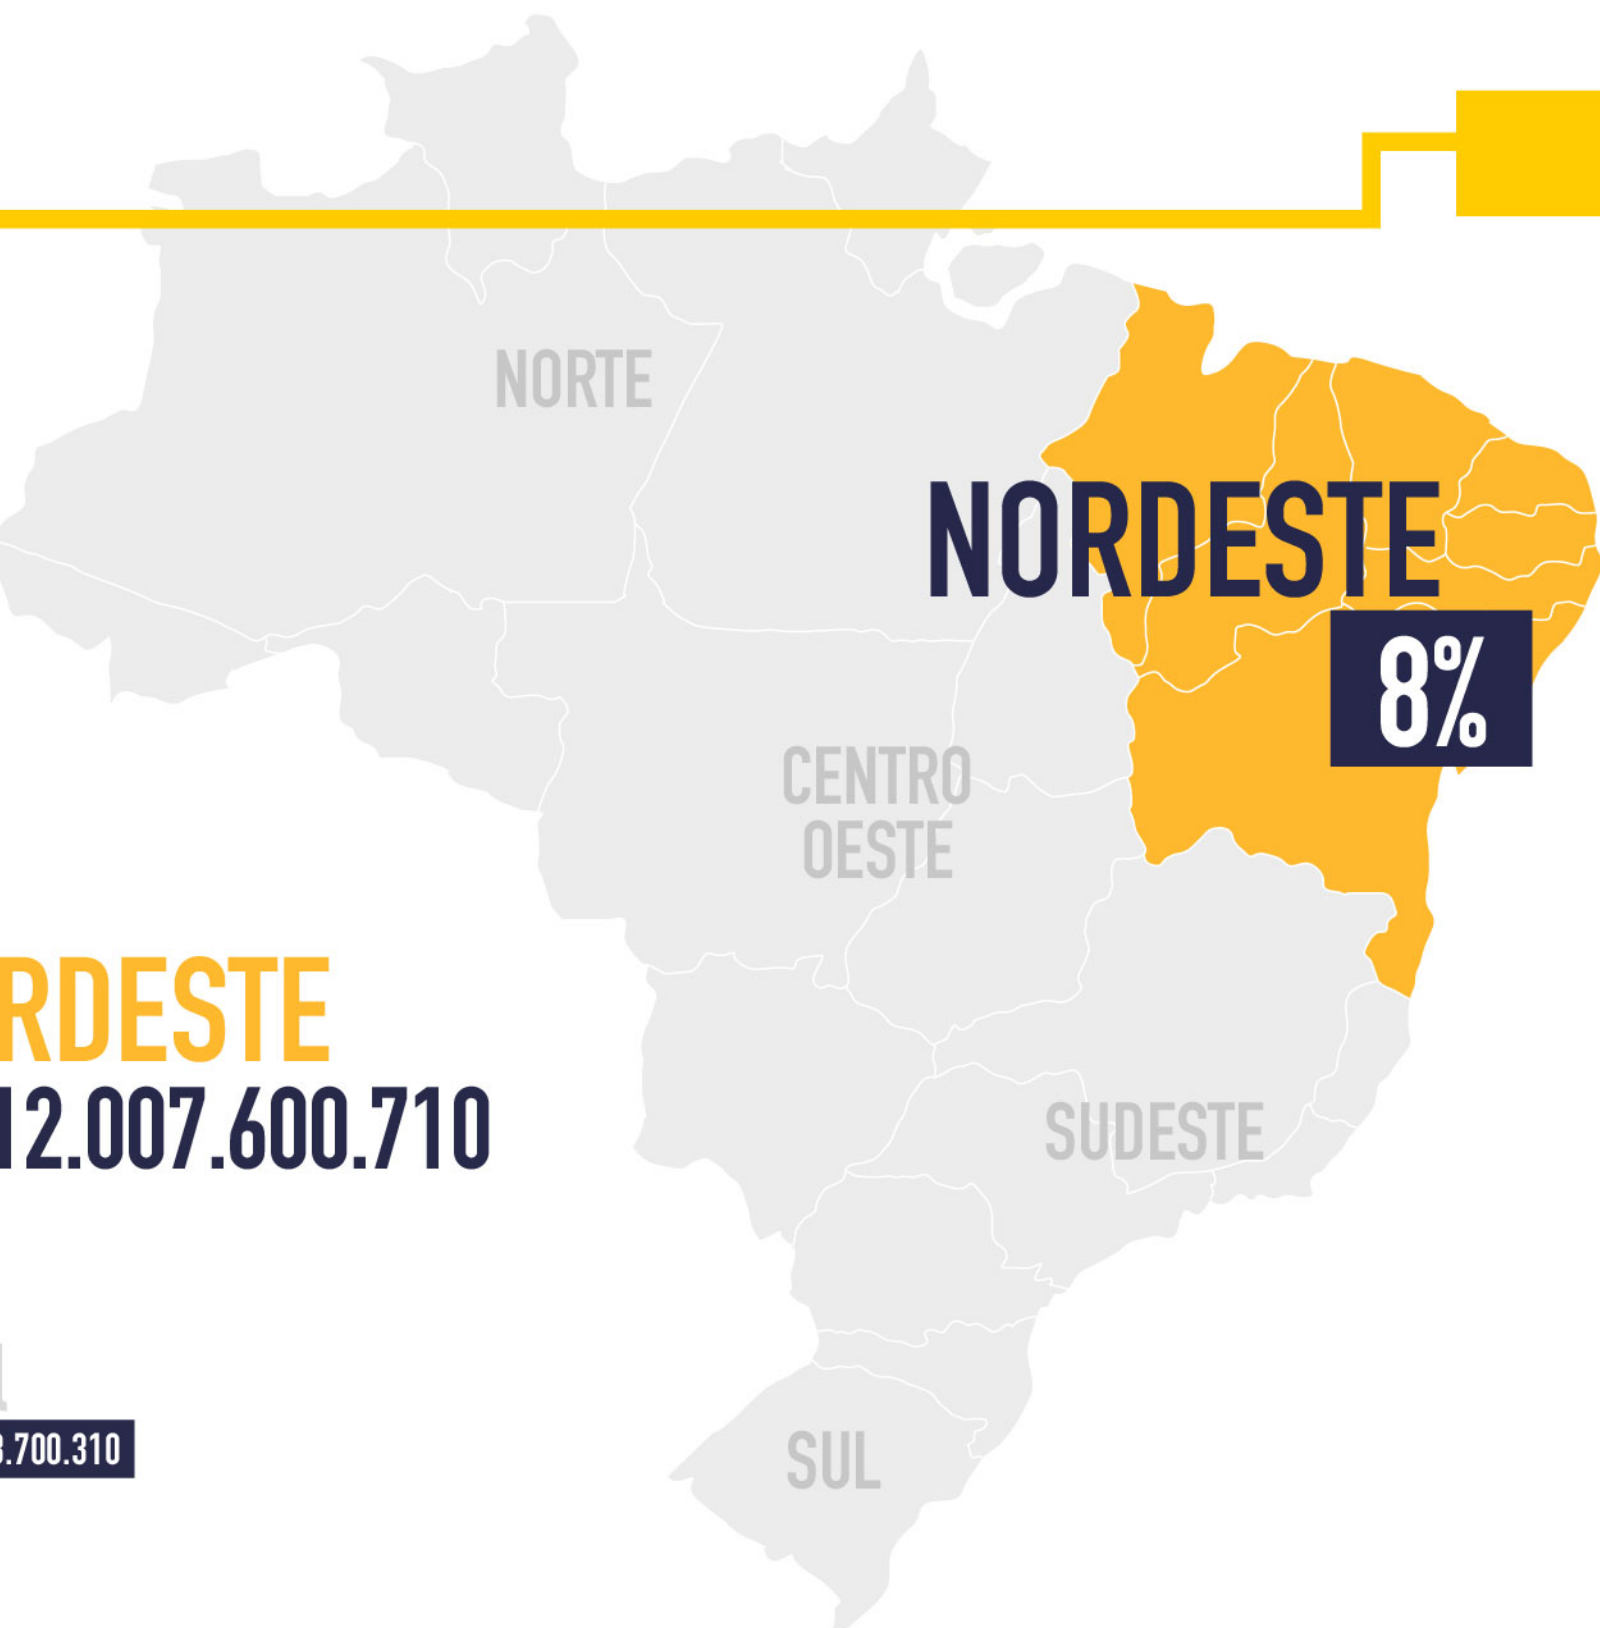 NORTE
NORDESTE
8%
CENTRO
OESTE
RDESTE
12.007.600.710
SUDESTE
SUL
.700.310